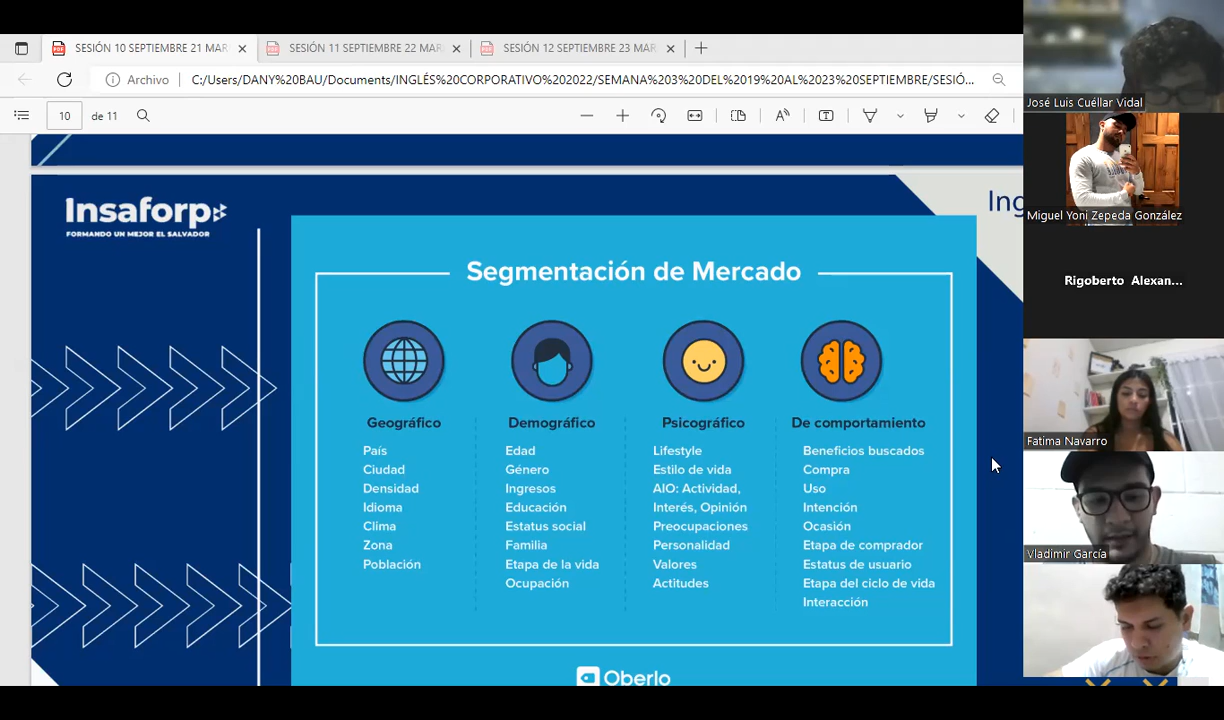 SESIÓN 10 SEPTIEMBRE 21 MAR
SESIÓN 11 SEPTIEMBRE 22 MAR
SESIÓN 12 SEPTIEMBRE 23 MAR
Archivo
C:/Users/DANY%20BAU/Documents/INGLÉS%20CORPORATIVO%202022/SEMANA%203%20DEL%2019%20AL%2023%20SEPTIEMBRE/SESIÓ...
10 de 11
Insaforp
FORMANDO UN MEJOR EL SALVADOR
Ing
Segmentación de Mercado
Geográfico
País
Ciudad
Densidad
Idioma
Clima
Zona
Población
Demográfico
Edad
Género
Ingresos
Educación
Estatus social
Familia
Etapa de la vida
Ocupación
Psicográfico
Lifestyle
Estilo de vida
AIO: Actividad,
Interés, Opinión
Preocupaciones
Personalidad
Valores
Actitudes
De comportamiento
Beneficios buscados
Compra
Uso
Intención
Ocasión
Etapa de comprador
Estatus de usuario
Etapa del ciclo de vida
Interacción
Oberlo
José Luis Cuéllar Vidal
Miguel Yoni Zepeda González
Rigoberto Alexan...
Fatima Navarro
Vladimir García